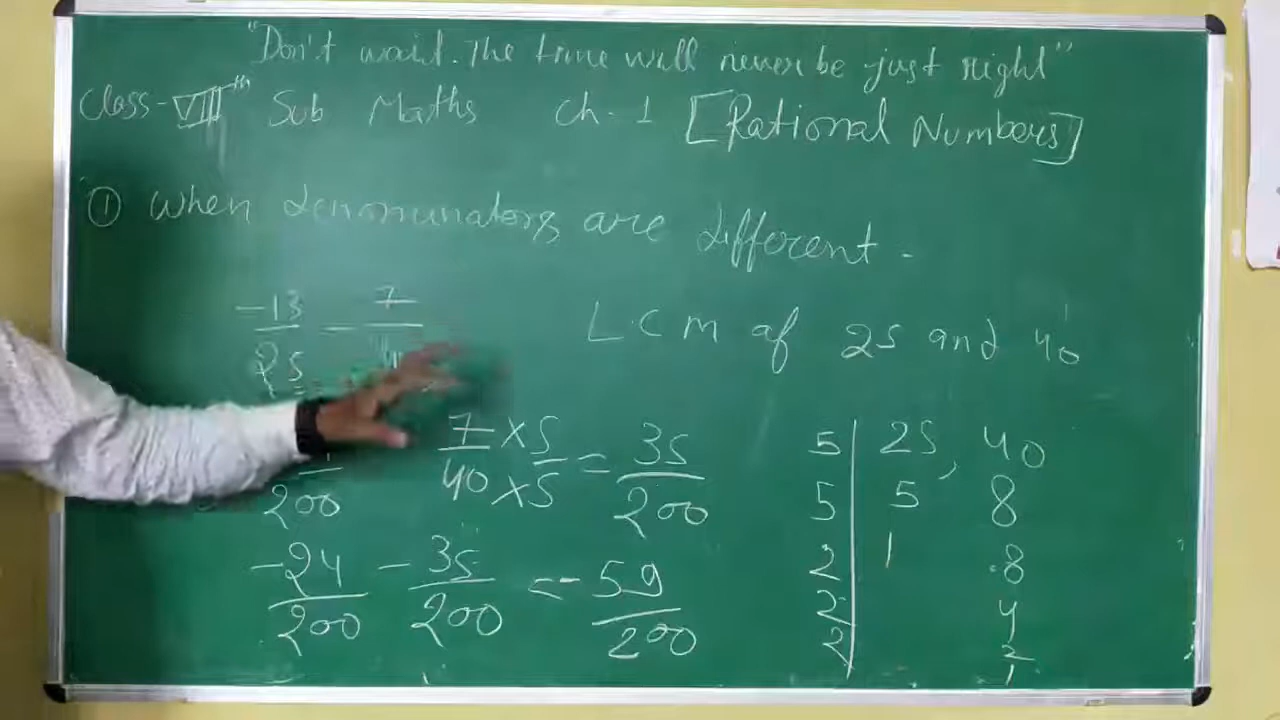 "Don't wait. The time will never be just right"
Class-VIIIth Sub Maths Ch-1 [Rational Numbers]
① When denominators are different.
-13/25 - 7/4
LCM of 25 and 40
7/40 ×5/×5 = 35/200
200
-24/200 - 35/200 = -59/200
5 | 25, 40
5 | 5 8
2 | 1 8
2 | 4
2 | 2
1